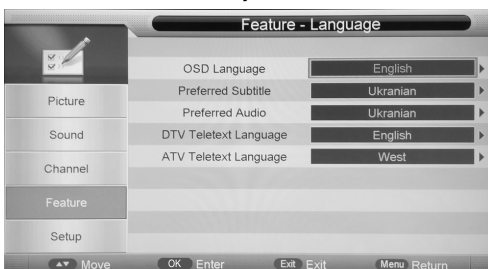 Feature - Language
OSD Language English
Preferred Subtitle Ukranian
Preferred Audio Ukranian
DTV Teletext Language English
ATV Teletext Language West
Picture
Sound
Channel
Feature
Setup
Move OK Enter Exit Exit Menu Return